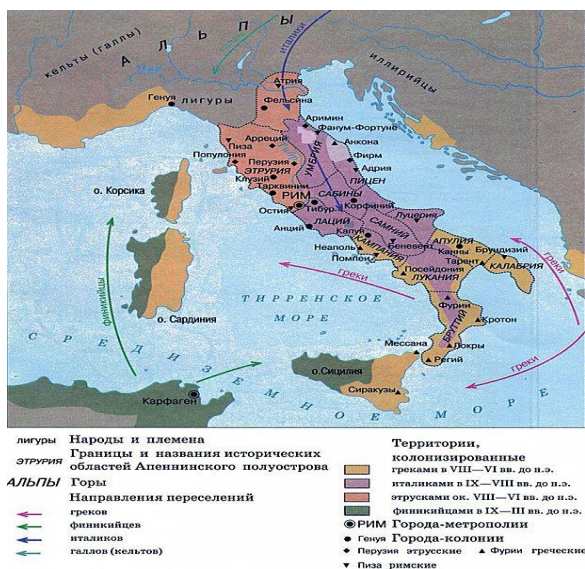 АЛЬПЫ
кельты (галлы)
галлы
италики
иллирийцы
По
Атрия
Генуя
лигуры
Фельсина
Аримин
Фанум-Фортуне
Пиза
Арреций
Анкона
Популония
Перузия
УМБРИЯ
Фирм
ЭТРУРИЯ
ПИЦЕН
Адрия
Клузий
о. Корсика
Тарквинии
САБИНЫ
РИМ
Корфиний
Остия
Тибур
САМНИЙ
Луцерия
Анций
ЛАЦИЙ
Капуя
АПУЛИЯ
Неаполь
КАМПАНИЯ
Беневент
Канны
Брундизий
Помпеи
Тарент
КАЛАБРИЯ
Посейдония
ЛУКАНИЯ
греки
финикийцы
ТИРРЕНСКОЕ
МОРЕ
о. Сардиния
Фурии
БРУТТИЙ
Кротон
Мессана
Локры
греки
Регий
о.Сицилия
Сиракузы
Карфаген
СРЕДИЗЕМНОЕ МОРЕ
ЛИГУРЫ Народы и племена
ЭТРУРИЯ Границы и названия исторических
областей Апеннинского полуострова
АЛЬПЫ Горы
Направления переселений
греков
финикийцев
италиков
галлов (кельтов)
Территории,
колонизированные
греками в VIII—VI вв. до н.э.
италиками в IX—VIII вв. до н.э.
этрусками ок. VIII—VI вв. до н.э.
финикийцами в IX—III вв. до н.э.
РИМ Города-метрополии
Генуя Города-колонии
Перузия этрусские Фурии греческие
Пиза римские